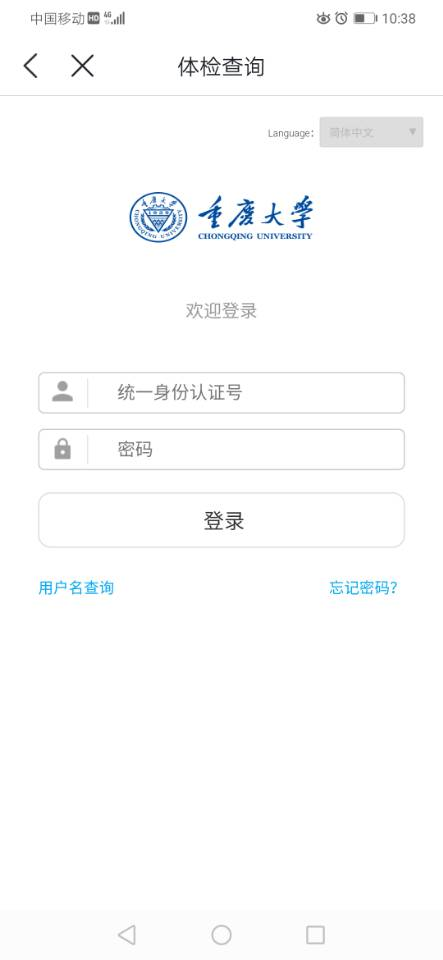 中国移动 HD 4G 10:38
体检查询
Language: 简体中文
重庆大学
CHONGQING UNIVERSITY
欢迎登录
统一身份认证号
密码
登录
用户名查询 忘记密码?